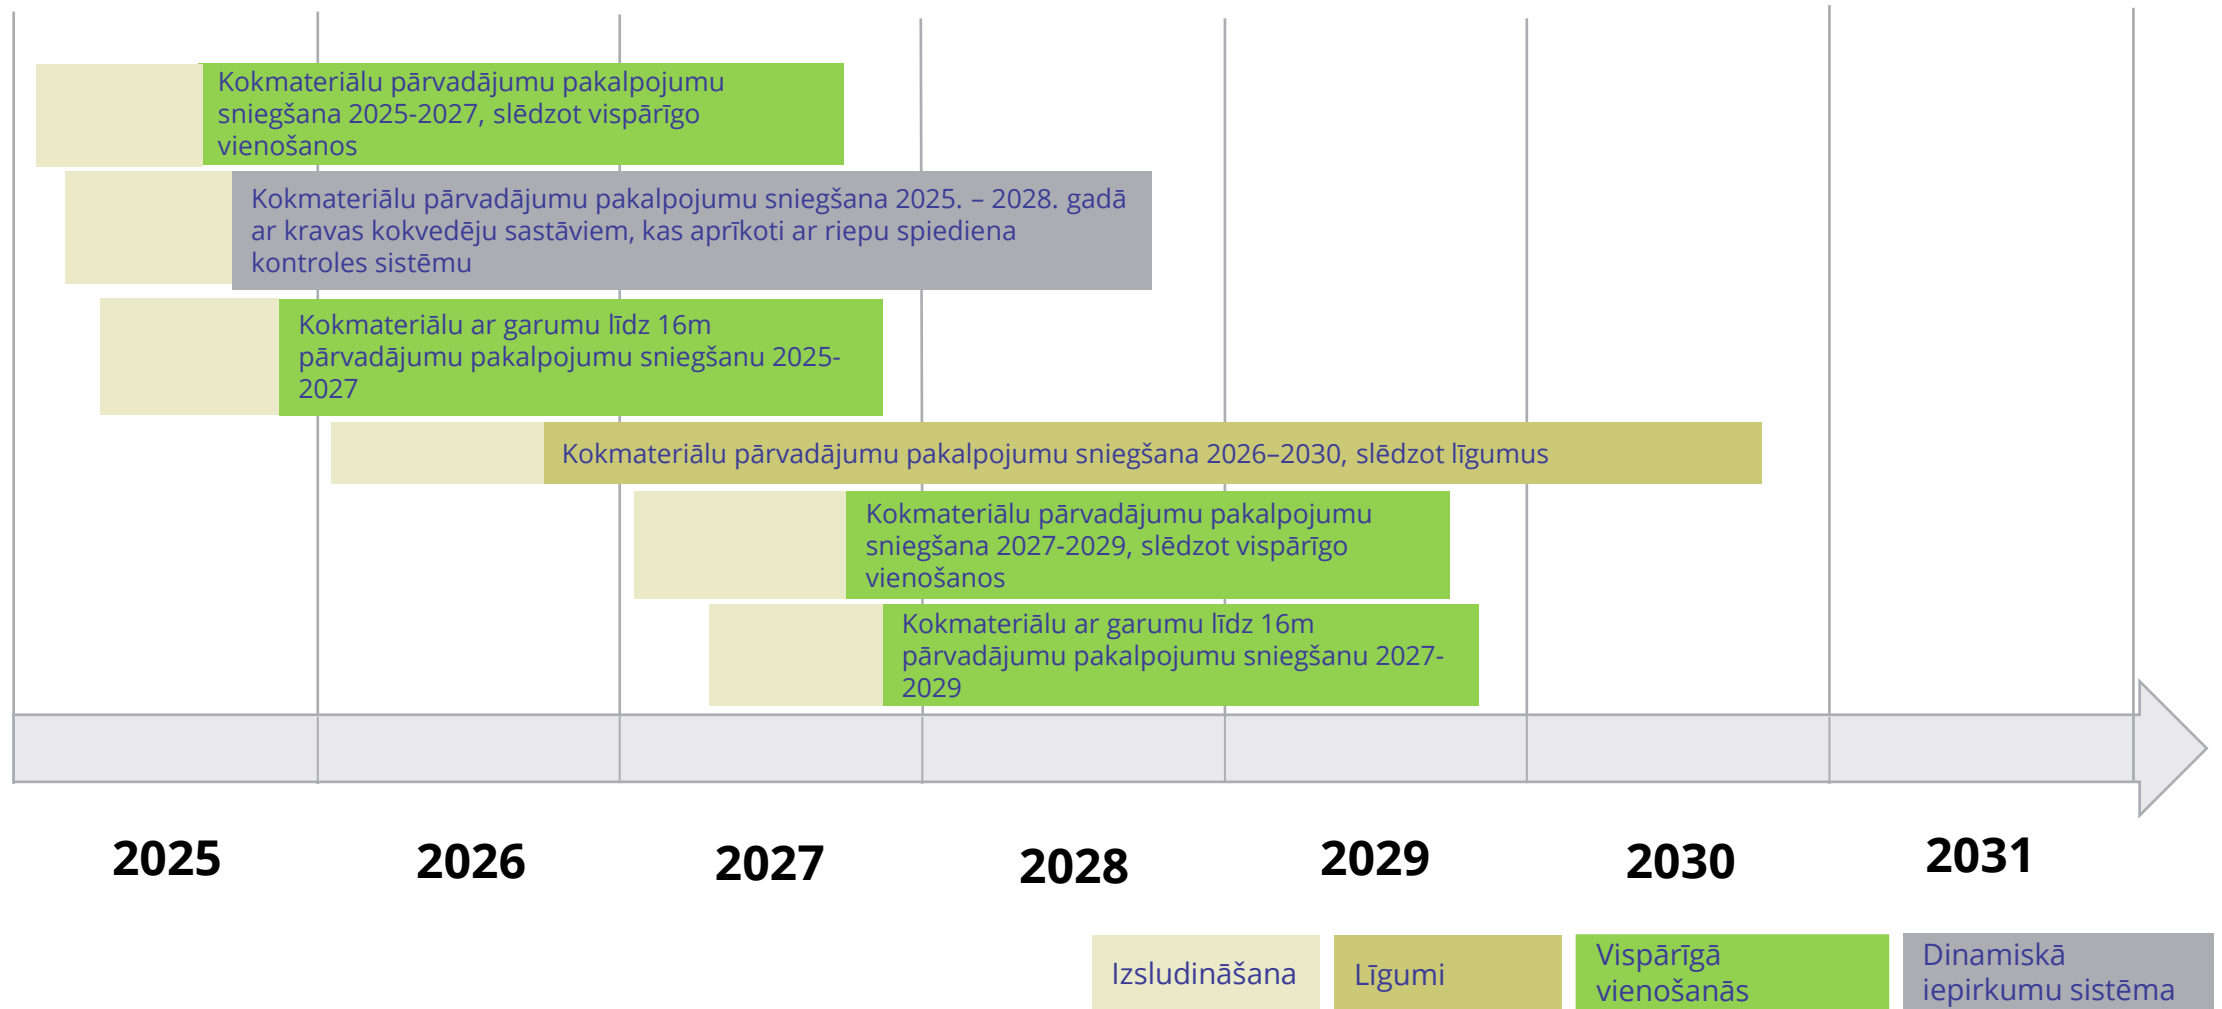 Kokmateriālu pārvadājumu pakalpojumu
sniegšana 2025-2027, slēdzot vispārīgo
vienošanos
Kokmateriālu pārvadājumu pakalpojumu sniegšana 2025. – 2028. gadā
ar kravas kokvedēju sastāviem, kas aprīkoti ar riepu spiediena
kontroles sistēmu
Kokmateriālu ar garumu līdz 16m
pārvadājumu pakalpojumu sniegšanu 2025-
2027
Kokmateriālu pārvadājumu pakalpojumu sniegšana 2026–2030, slēdzot līgumus
Kokmateriālu pārvadājumu pakalpojumu
sniegšana 2027-2029, slēdzot vispārīgo
vienošanos
Kokmateriālu ar garumu līdz 16m
pārvadājumu pakalpojumu sniegšanu 2027-
2029
2025
2026
2027
2028
2029
2030
2031
Izsludināšana
Līgumi
Vispārīgā
vienošanās
Dinamiskā
iepirkumu sistēma